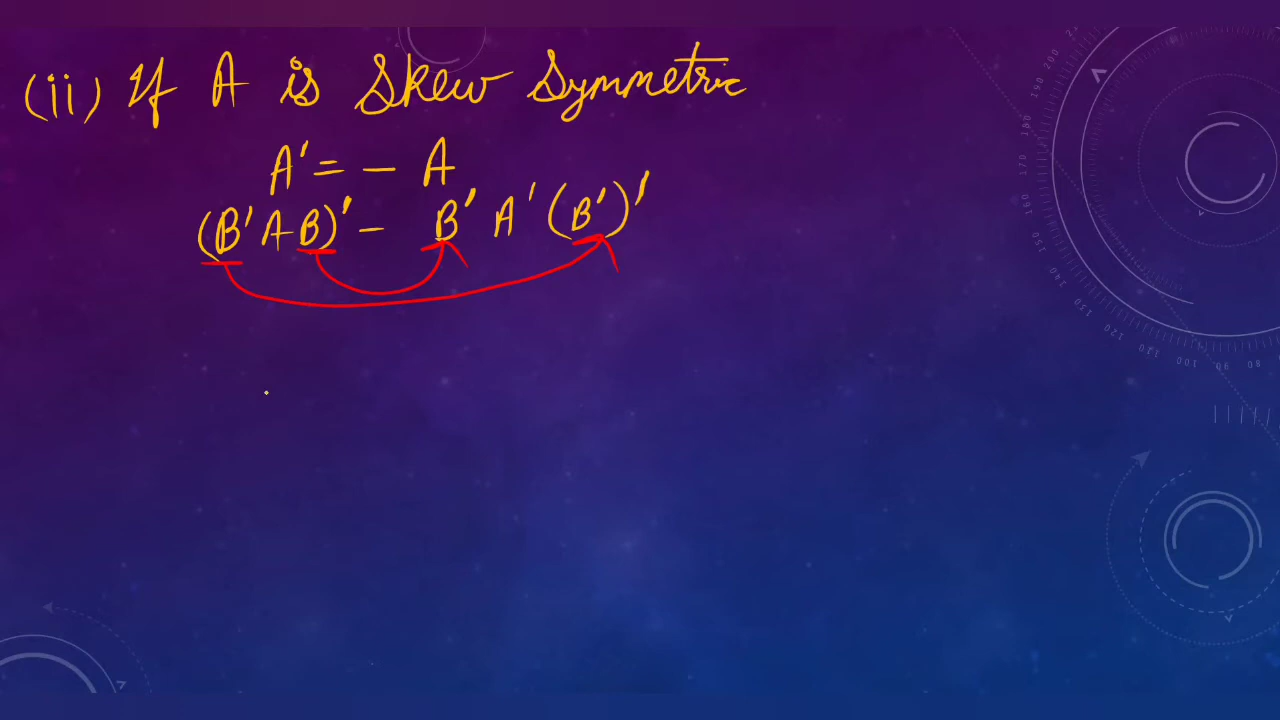 (ii) If A is Skew Symmetric
A' = - A
(B'AB)' - B' A' (B')'